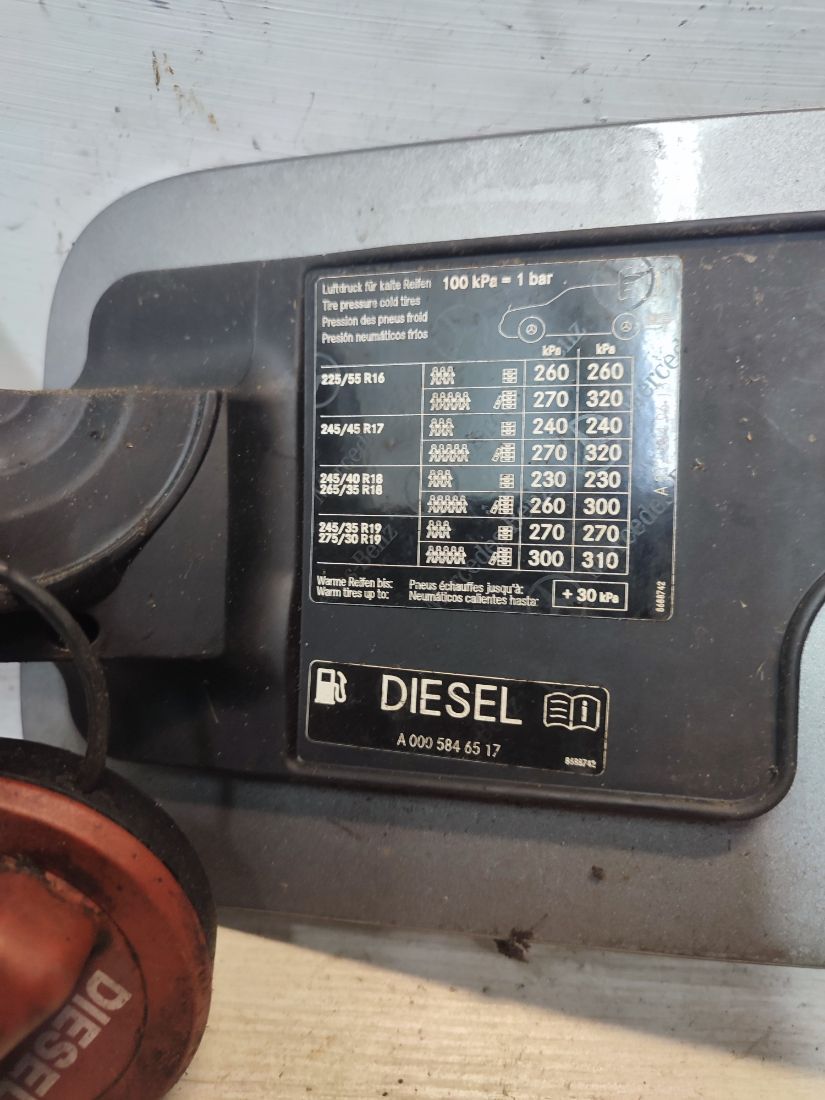 Luftdruck für kalte Reifen 100 kPa = 1 bar
Tire pressure cold tires
Pression des pneus froid
Presión neumáticos fríos
kPa kPa
225/55 R16 260 260
270 320
245/45 R17 240 240
270 320
245/40 R18
265/35 R18
230 230
260 300
245/35 R19
275/30 R19
270 270
300 310
Warme Reifen bis: Pneus échauffes jusqu'à:
Warm tires up to: Neumáticos calientes hasta:
+ 30 kPa
8688742
DIESEL
A 000 584 65 17
8688742
DIESEL